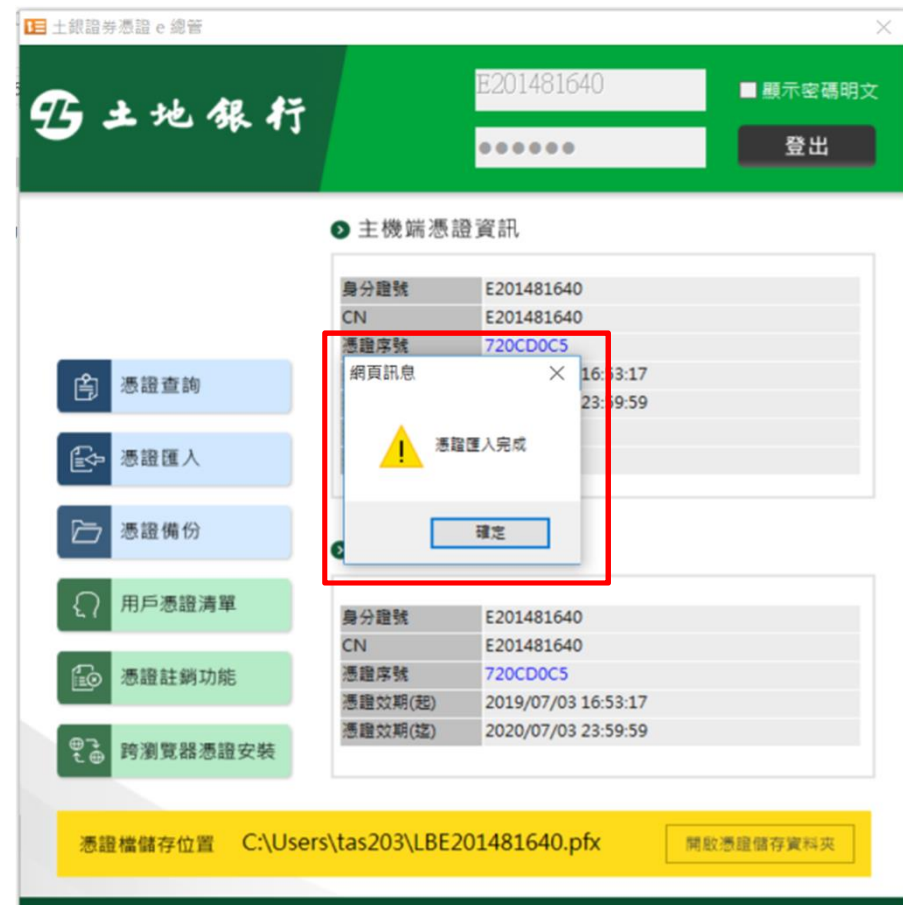 土銀證券憑證 e 總管
土地銀行
E201481640
顯示密碼明文
●●●●●●
登出
主機端憑證資訊
身分證號 E201481640
CN E201481640
憑證序號 720CD0C5
16:53:17
23:59:59
網頁訊息
憑證匯入完成
確定
憑證查詢
憑證匯入
憑證備份
用戶憑證清單
憑證註銷功能
跨瀏覽器憑證安裝
身分證號 E201481640
CN E201481640
憑證序號 720CD0C5
憑證效期(起) 2019/07/03 16:53:17
憑證效期(迄) 2020/07/03 23:59:59
憑證檔儲存位置 C:\Users\tas203\LBE201481640.pfx 開啟憑證儲存資料夾